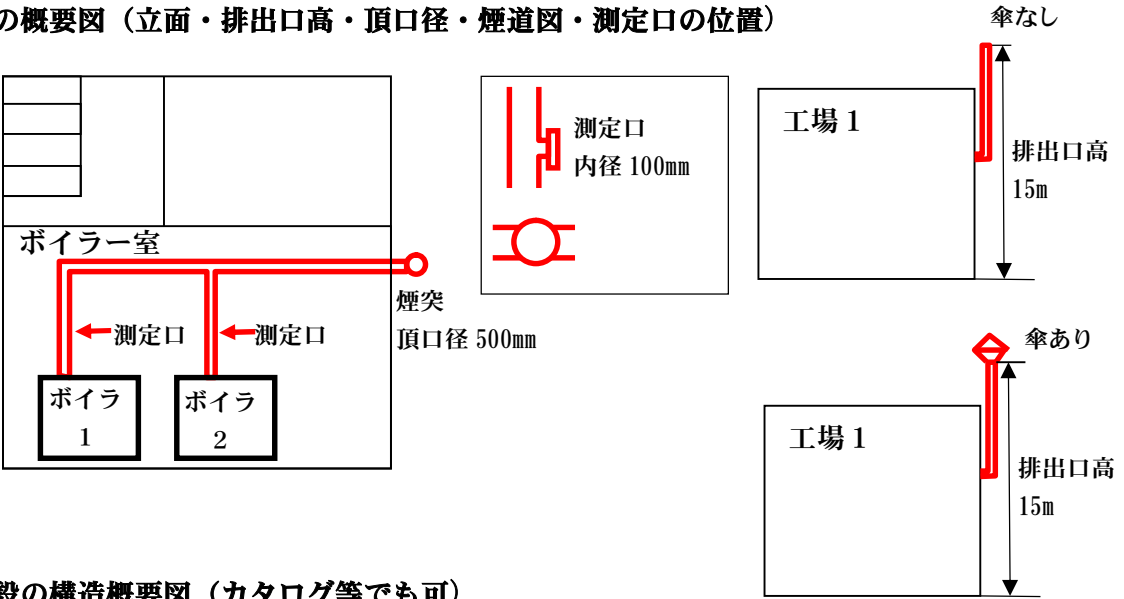 の概要図（立面・排出口高・頂口径・煙道図・測定口の位置）
傘なし
測定口
内径 100mm
工場１
排出口高
15m
ボイラー室
煙突
頂口径 500mm
測定口
測定口
ボイラ
１
ボイラ
２
傘あり
工場１
排出口高
15m
設の構造概要図（カタログ等でも可）